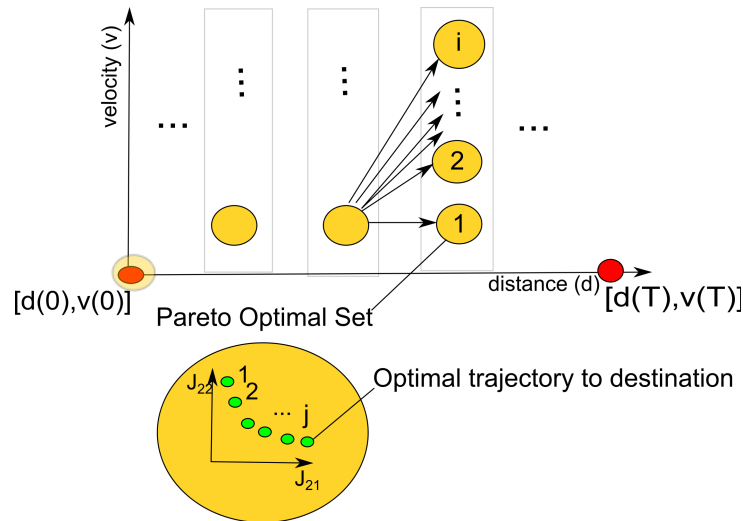 velocity (v)
i
...
...
2
1
distance (d)
[d(0),v(0)]
[d(T),v(T)]
Pareto Optimal Set
J22
1
2
... j
Optimal trajectory to destination
J21